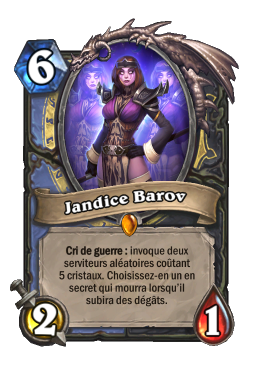 6
Jandice Barov
Cri de guerre : invoque deux
serviteurs aléatoires coûtant
5 cristaux. Choisissez-en un en
secret qui mourra lorsqu'il
subira des dégâts.
2
1